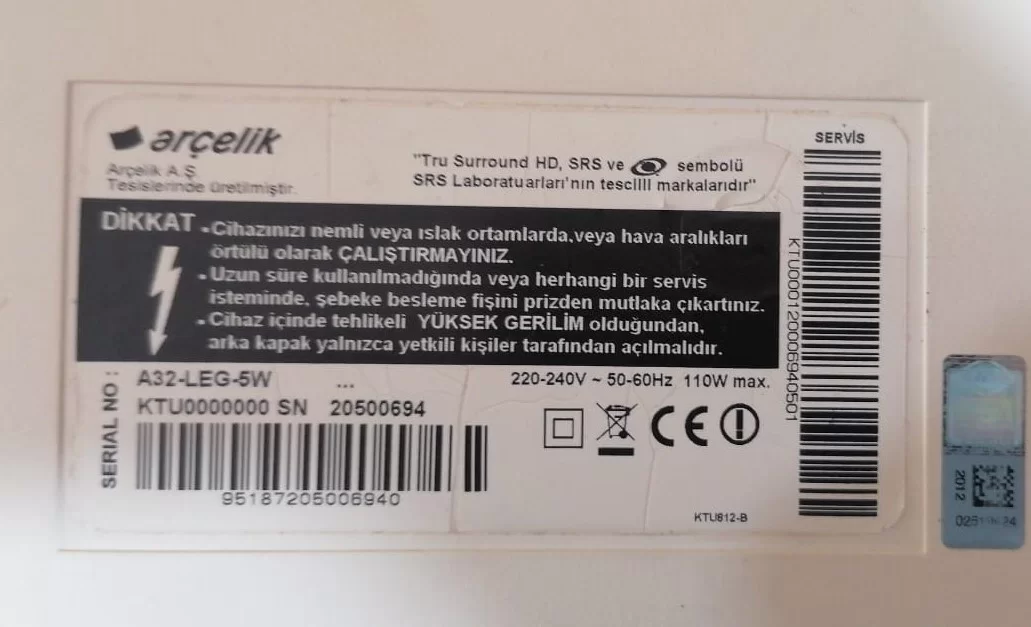 arçelik
Arçelik A.Ş.
Tesislerinde üretilmiştir.
"Tru Surround HD, SRS ve sembolü
SRS Laboratuarları'nın tescilli markalarıdır"
SERVİS
DİKKAT
•Cihazınızı nemli veya ıslak ortamlarda,veya hava aralıkları
örtülü olarak ÇALIŞTIRMAYINIZ.
•Uzun süre kullanılmadığında veya herhangi bir servis
isteminde, şebeke besleme fişini prizden mutlaka çıkartınız.
•Cihaz içinde tehlikeli YÜKSEK GERİLİM olduğundan,
arka kapak yalnızca yetkili kişiler tarafından açılmalıdır.
A32-LEG-5W ... 220-240V ~ 50-60Hz 110W max.
KTU0000000 SN 20500694
SERIAL NO :
95187205006940
CE
KTU812-B
KTU000120006940501
2012